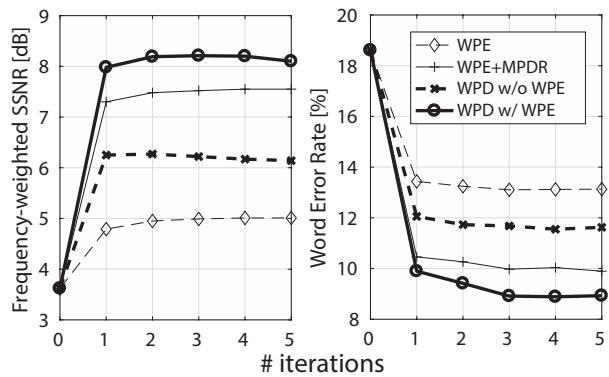 Frequency-weighted SSNR [dB]
9
8
7
6
5
4
3
0 1 2 3 4 5
Word Error Rate [%]
20
18
16
14
12
10
8
0 1 2 3 4 5
WPE
WPE+MPDR
WPD w/o WPE
WPD w/ WPE
# iterations